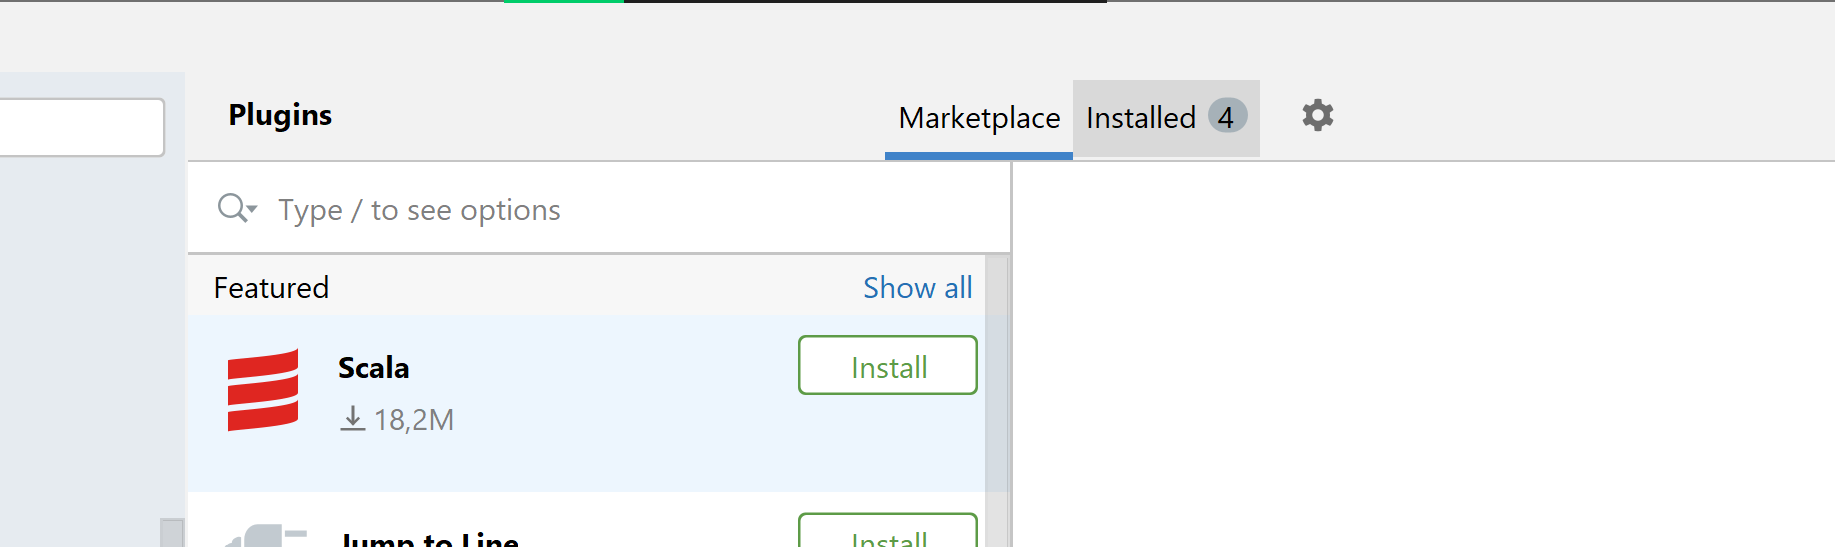 Plugins
Marketplace
Installed 4
Type / to see options
Featured
Show all
Scala
Install
18,2M
Jump to Line
Install